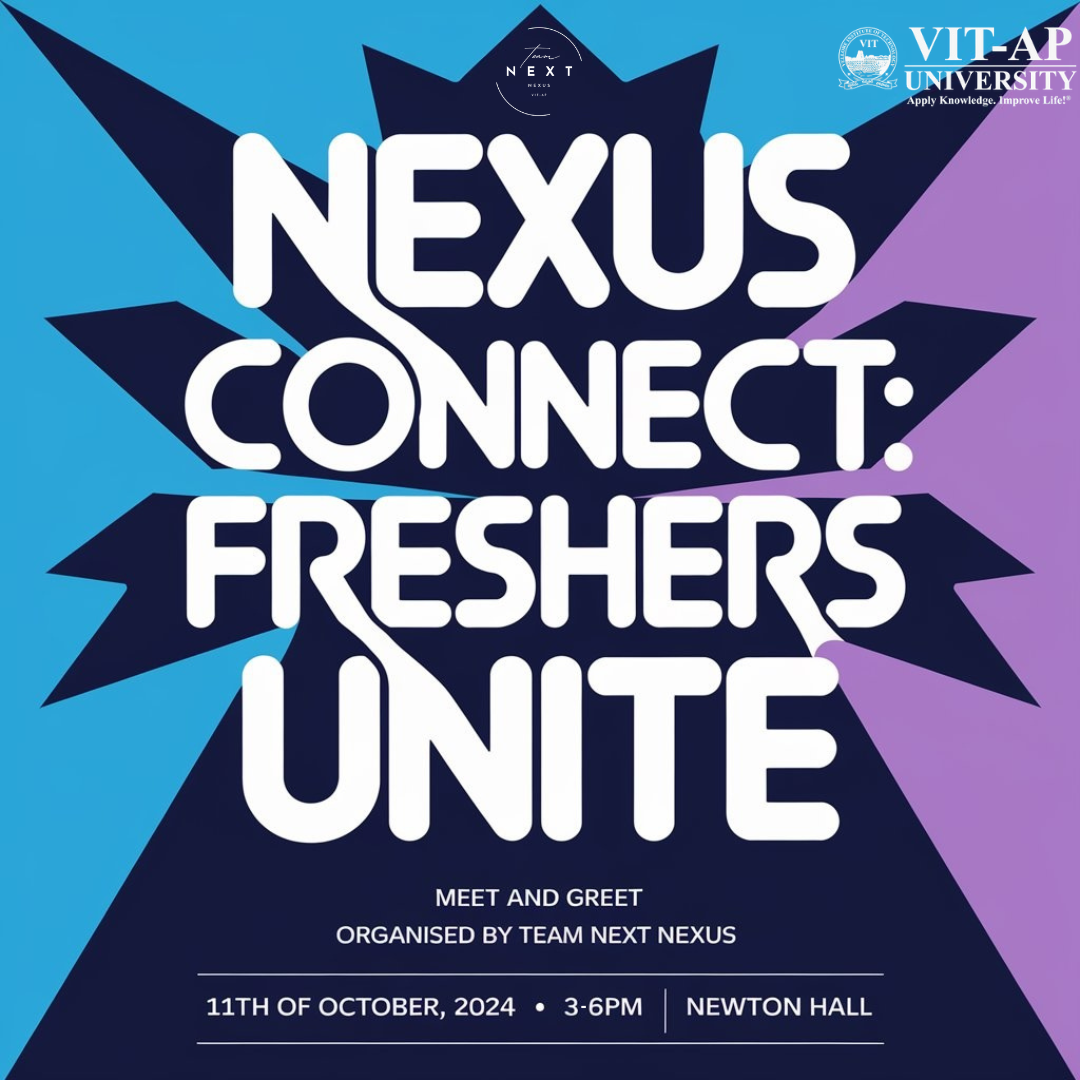 team
NEXT
NEXUS
VIT-AP
VIT
VIT-AP
UNIVERSITY
Apply Knowledge. Improve Life!®
NEXUS
CONNECT:
FRESHERS
UNITE
MEET AND GREET
ORGANISED BY TEAM NEXT NEXUS
11TH OF OCTOBER, 2024 • 3-6PM | NEWTON HALL